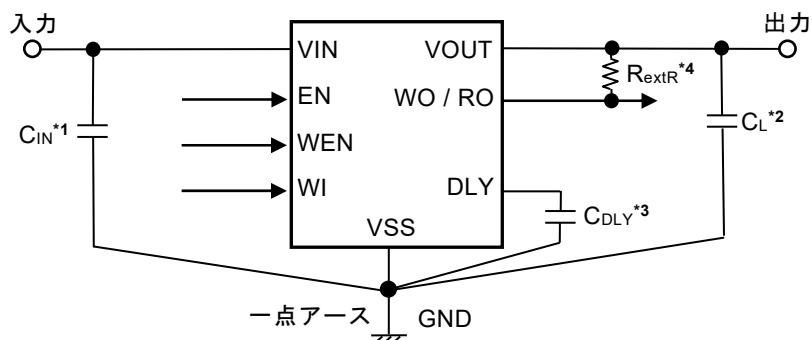 入力
出力
VIN
VOUT
EN
WO / RO
RextR*4
CIN*1
WEN
CL*2
WI
DLY
CDLY*3
VSS
一点アース
GND